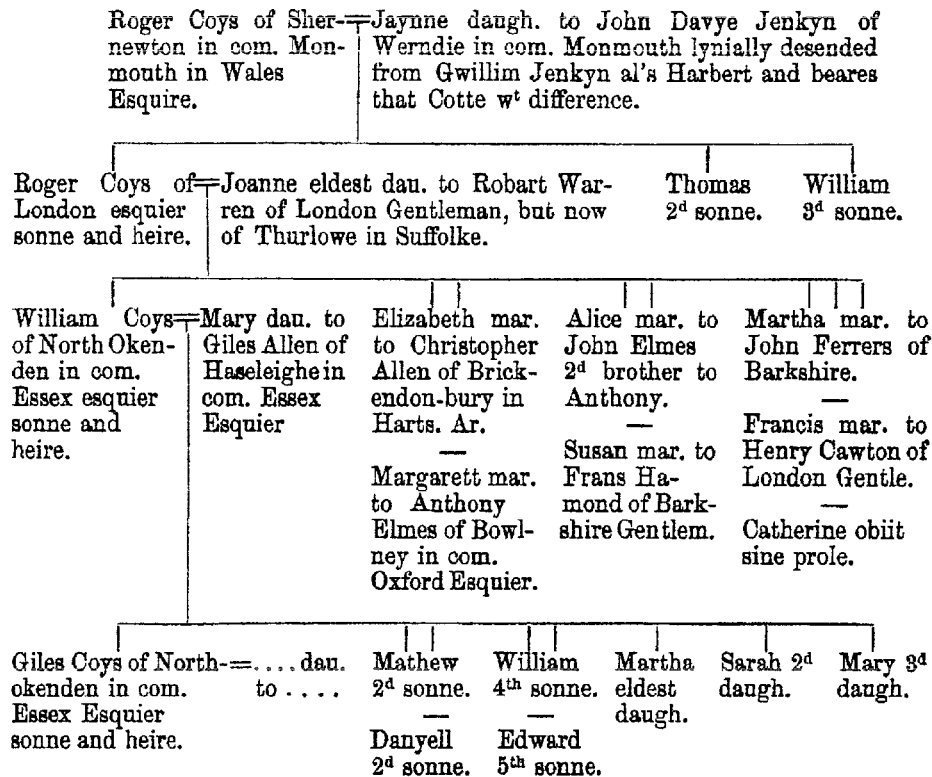 Roger Coys of Sher-
newton in com. Mon-
mouth in Wales
Esquire.
Jaynne daugh. to John Davye Jenkyn of
Werndie in com. Monmouth lynially desended
from Gwillim Jenkyn al's Harbert and beares
that Cotte wᵗ difference.
Roger Coys of
London esquier
sonne and heire.
Joanne eldest dau. to Robart War-
ren of London Gentleman, but now
of Thurlowe in Suffolke.
Thomas
2ᵈ sonne.
William
3ᵈ sonne.
William Coys
of North Oken-
den in com.
Essex esquier
sonne and
heire.
Mary dau. to
Giles Allen of
Haseleighe in
com. Essex
Esquier
Elizabeth mar.
to Christopher
Allen of Brick-
endon-bury in
Harts. Ar.
—
Margarett mar.
to Anthony
Elmes of Bowl-
ney in com.
Oxford Esquier.
Alice mar. to
John Elmes
2ᵈ brother to
Anthony.
—
Susan mar. to
Frans Ha-
mond of Bark-
shire Gentlem.
Martha mar. to
John Ferrers of
Barkshire.
—
Francis mar. to
Henry Cawton of
London Gentle.
—
Catherine obiit
sine prole.
Giles Coys of North-
okenden in com.
Essex Esquier
sonne and heire.
.... dau.
to ....
Mathew
2ᵈ sonne.
—
Danyell
2ᵈ sonne.
William
4ᵗʰ sonne.
—
Edward
5ᵗʰ sonne.
Martha
eldest
daugh.
Sarah 2ᵈ
daugh.
Mary 3ᵈ
daugh.